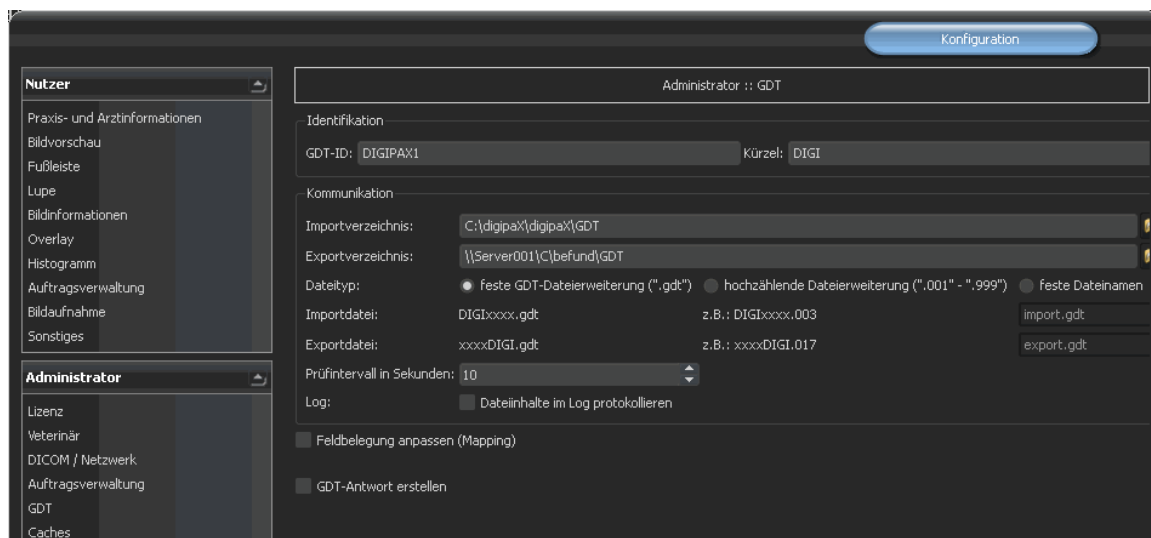 Konfiguration
Nutzer
Praxis- und Arztinformationen
Bildvorschau
Fußleiste
Lupe
Bildinformationen
Overlay
Histogramm
Auftragsverwaltung
Bildaufnahme
Sonstiges
Administrator
Lizenz
Veterinär
DICOM / Netzwerk
Auftragsverwaltung
GDT
Caches
Administrator :: GDT
Identifikation
GDT-ID: DIGIPAX1 Kürzel: DIGI
Kommunikation
Importverzeichnis: C:\digipaX\digipaX\GDT
Exportverzeichnis: \\Server001\C\befund\GDT
Dateityp: feste GDT-Dateierweiterung (".gdt") hochzählende Dateierweiterung (".001" - ".999") feste Dateinamen
Importdatei: DIGIxxxx.gdt z.B.: DIGIxxxx.003 import.gdt
Exportdatei: xxxxDIGI.gdt z.B.: xxxxDIGI.017 export.gdt
Prüfintervall in Sekunden: 10
Log: Dateiinhalte im Log protokollieren
Feldbelegung anpassen (Mapping)
GDT-Antwort erstellen